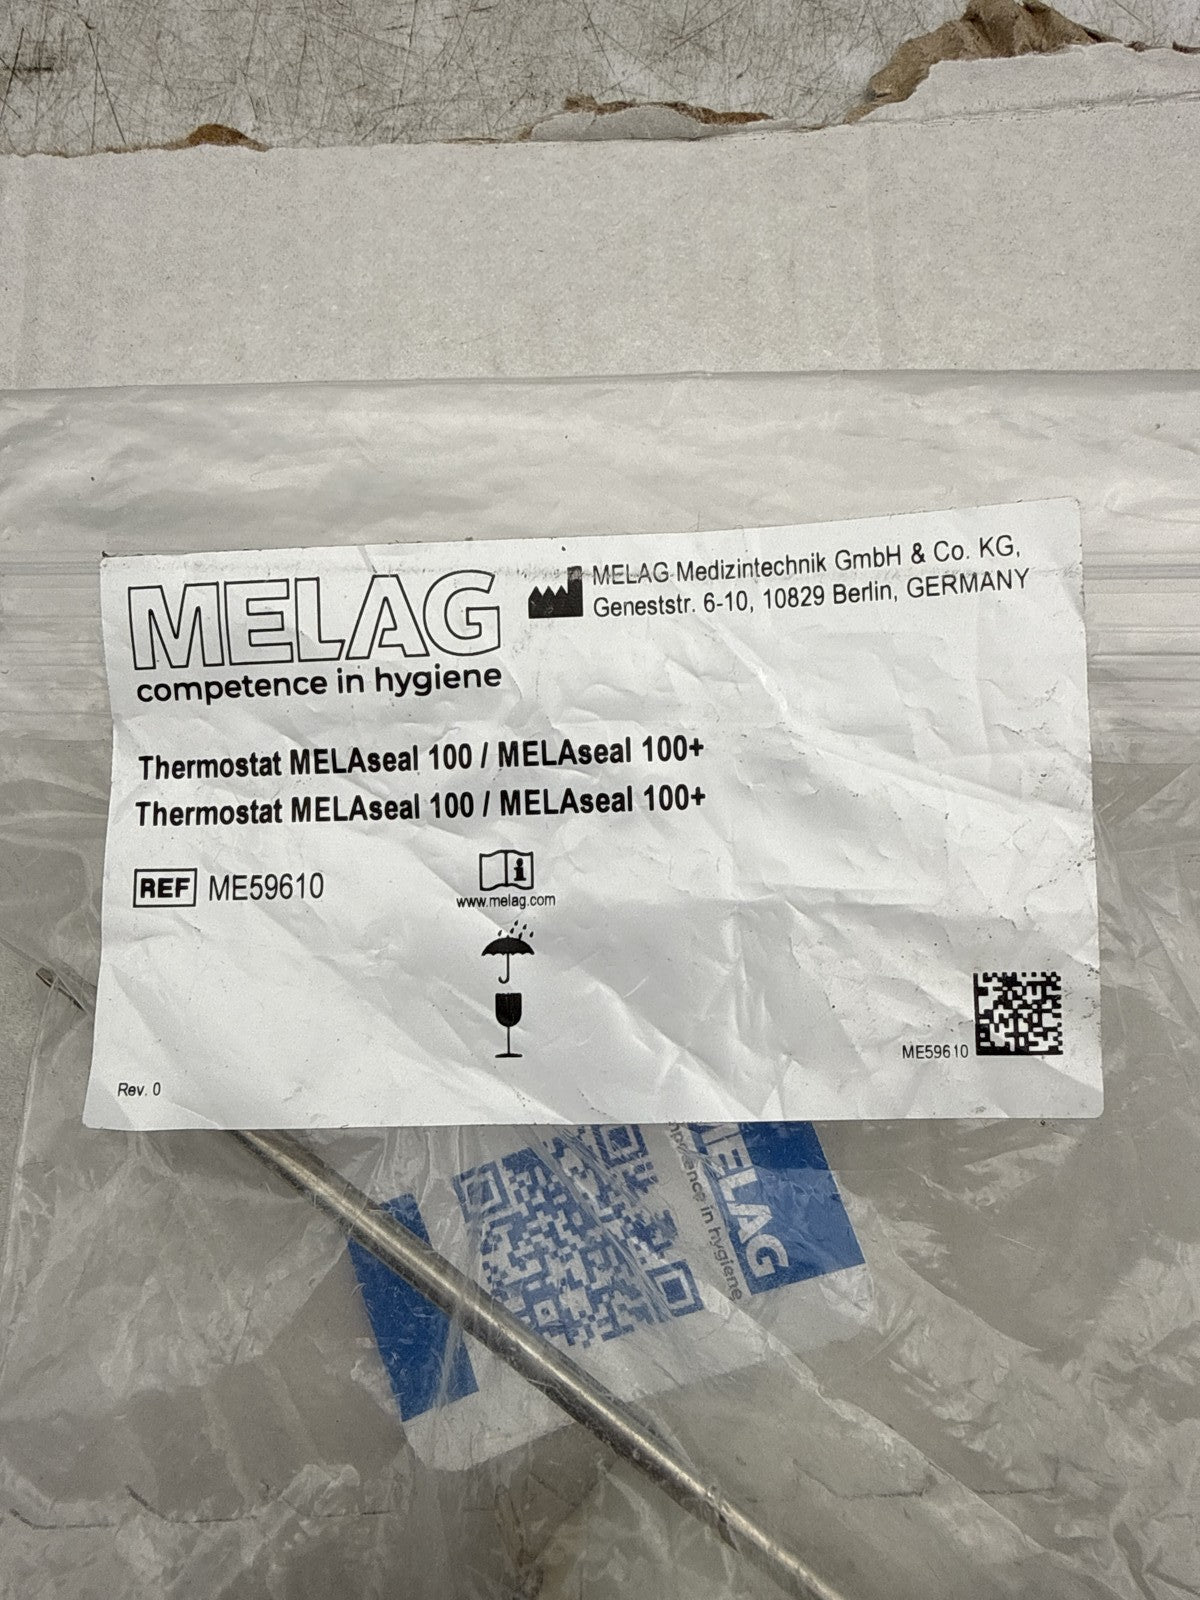 MELAG
competence in hygiene
MELAG Medizintechnik GmbH & Co. KG,
Geneststr. 6-10, 10829 Berlin, GERMANY
Thermostat MELAseal 100 / MELAseal 100+
Thermostat MELAseal 100 / MELAseal 100+
REF ME59610
www.melag.com
ME59610
Rev. 0
MELAG
competence in hygiene